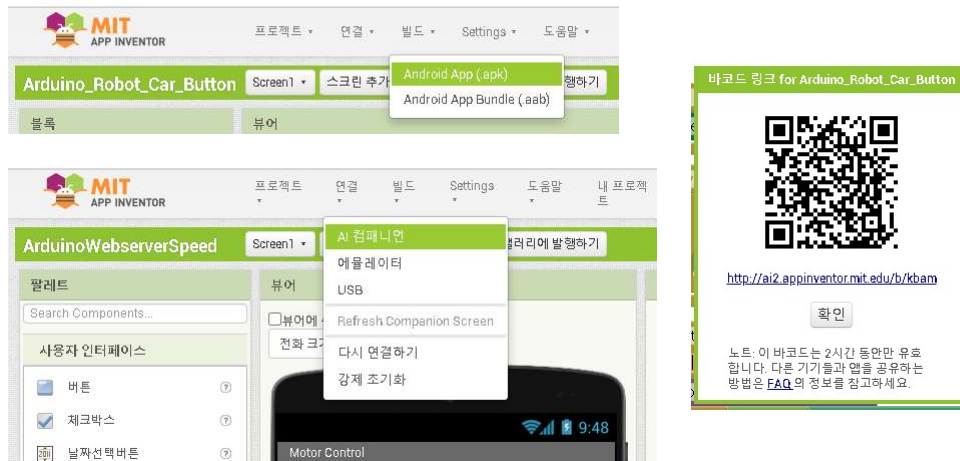 MIT
APP INVENTOR
프로젝트 연결 빌드 Settings 도움말
Arduino_Robot_Car_Button Screen1 스크린 추가 행하기
Android App (.apk)
Android App Bundle (.aab)
블록 뷰어
MIT
APP INVENTOR
프로젝트 연결 빌드 Settings 도움말 내 프로젝
트
ArduinoWebserverSpeed Screen1 갤러리에 발행하기
AI 컴패니언
에뮬레이터
USB
Refresh Companion Screen
다시 연결하기
강제 초기화
팔레트 뷰어
Search Components...
뷰어에
전화 크기
사용자 인터페이스
버튼
체크박스
날짜선택버튼
9:48
Motor Control
바코드 링크 for Arduino_Robot_Car_Button
http://ai2.appinventor.mit.edu/b/kbam
확인
노트: 이 바코드는 2시간 동안만 유효
합니다. 다른 기기들과 앱을 공유하는
방법은 FAQ 의 정보를 참고하세요.